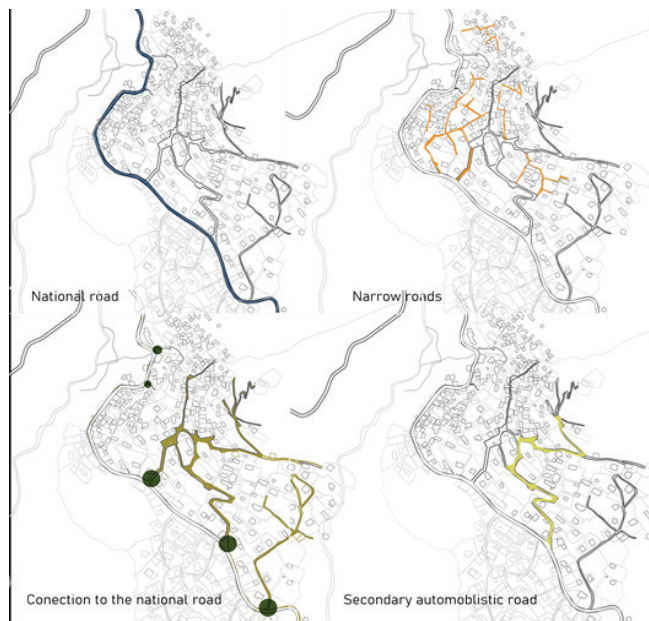 National road
Narrow roads
Conection to the national road
Secondary automoblistic road